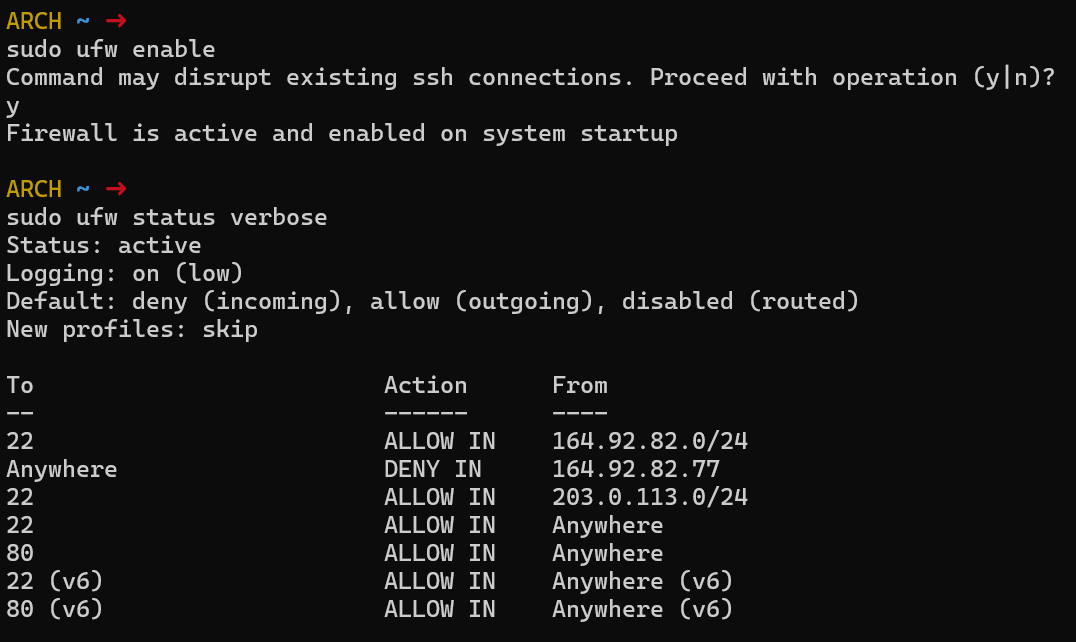 ARCH ~ ➜
sudo ufw enable
Command may disrupt existing ssh connections. Proceed with operation (y|n)?
y
Firewall is active and enabled on system startup
ARCH ~ ➜
sudo ufw status verbose
Status: active
Logging: on (low)
Default: deny (incoming), allow (outgoing), disabled (routed)
New profiles: skip
To                         Action      From
--                         ------      ----
22                         ALLOW IN    164.92.82.0/24
Anywhere                   DENY IN     164.92.82.77
22                         ALLOW IN    203.0.113.0/24
22                         ALLOW IN    Anywhere
80                         ALLOW IN    Anywhere
22 (v6)                    ALLOW IN    Anywhere (v6)
80 (v6)                    ALLOW IN    Anywhere (v6)